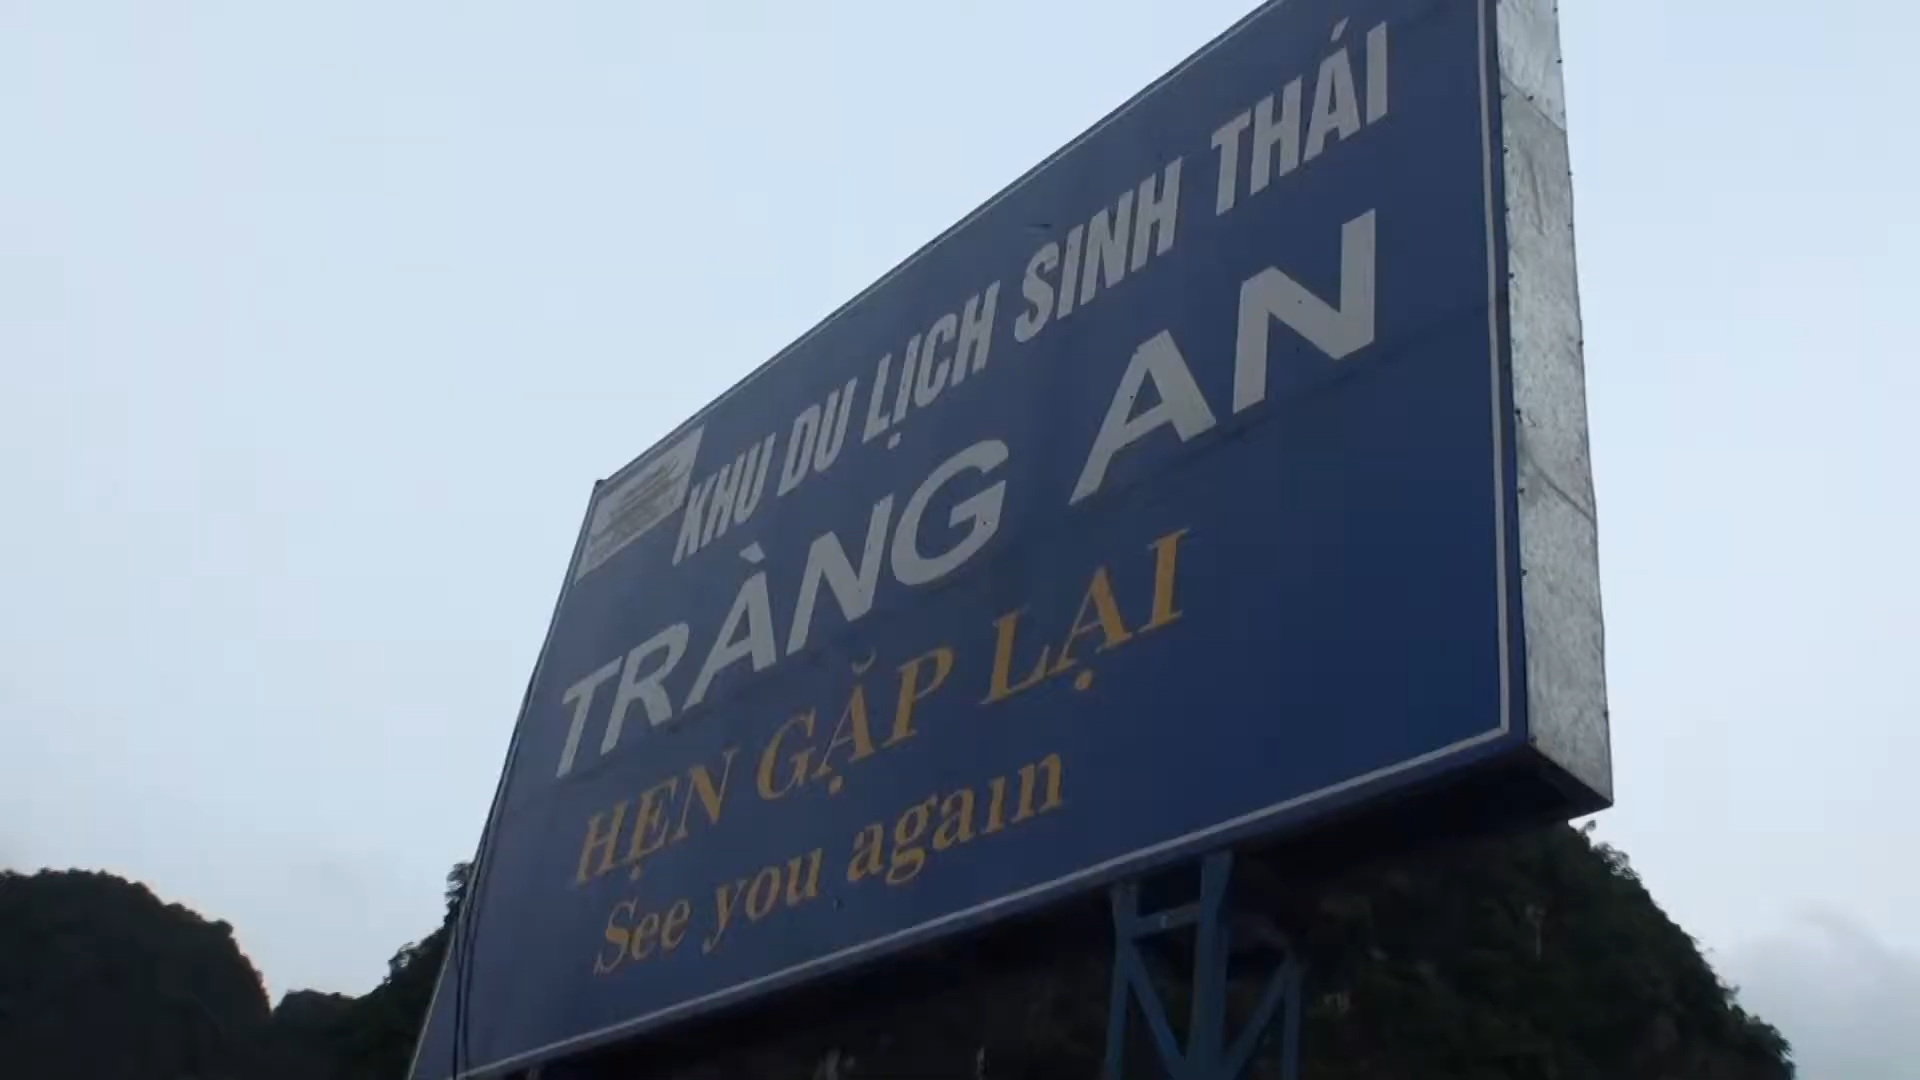 KHU DU LỊCH SINH THÁI
TRÀNG AN
HẸN GẶP LẠI
See you again